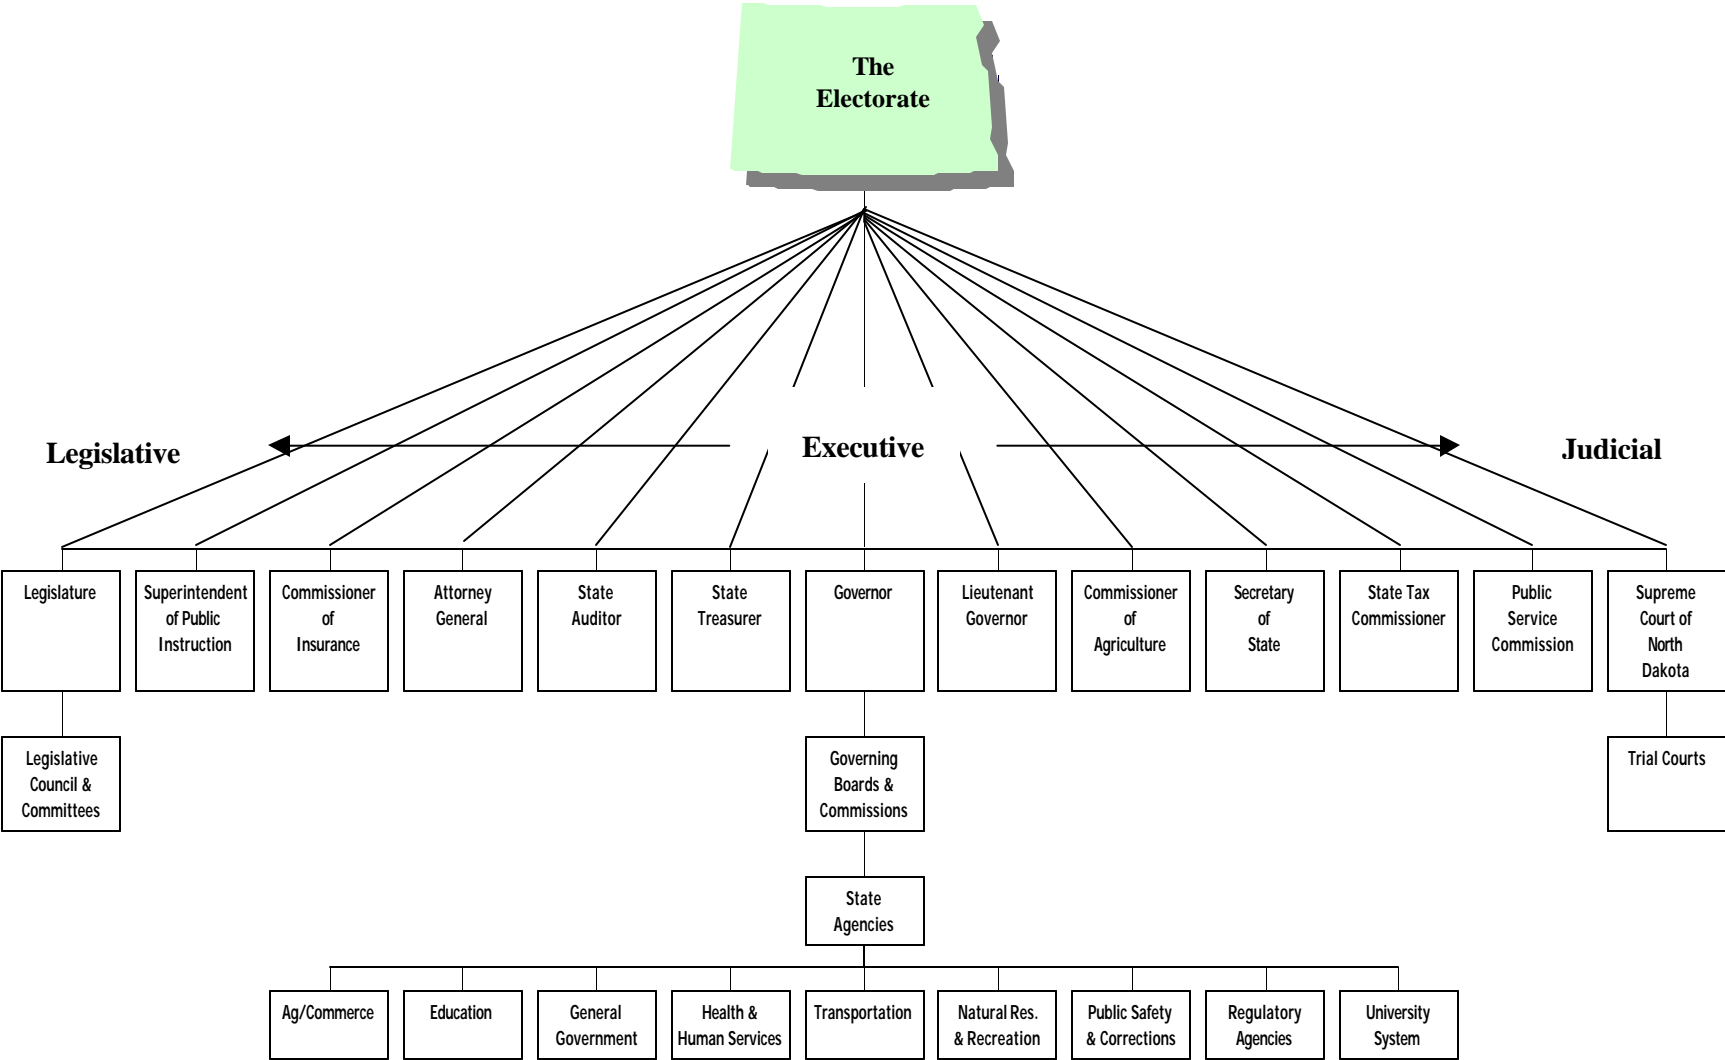 The
Electorate
Legislative
Executive
Judicial
Legislature
Superintendent
of Public
Instruction
Commissioner
of
Insurance
Attorney
General
State
Auditor
State
Treasurer
Governor
Lieutenant
Governor
Commissioner
of
Agriculture
Secretary
of
State
State Tax
Commissioner
Public
Service
Commission
Supreme
Court of
North
Dakota
Legislative
Council &
Committees
Governing
Boards &
Commissions
Trial Courts
State
Agencies
Ag/Commerce
Education
General
Government
Health &
Human Services
Transportation
Natural Res.
& Recreation
Public Safety
& Corrections
Regulatory
Agencies
University
System